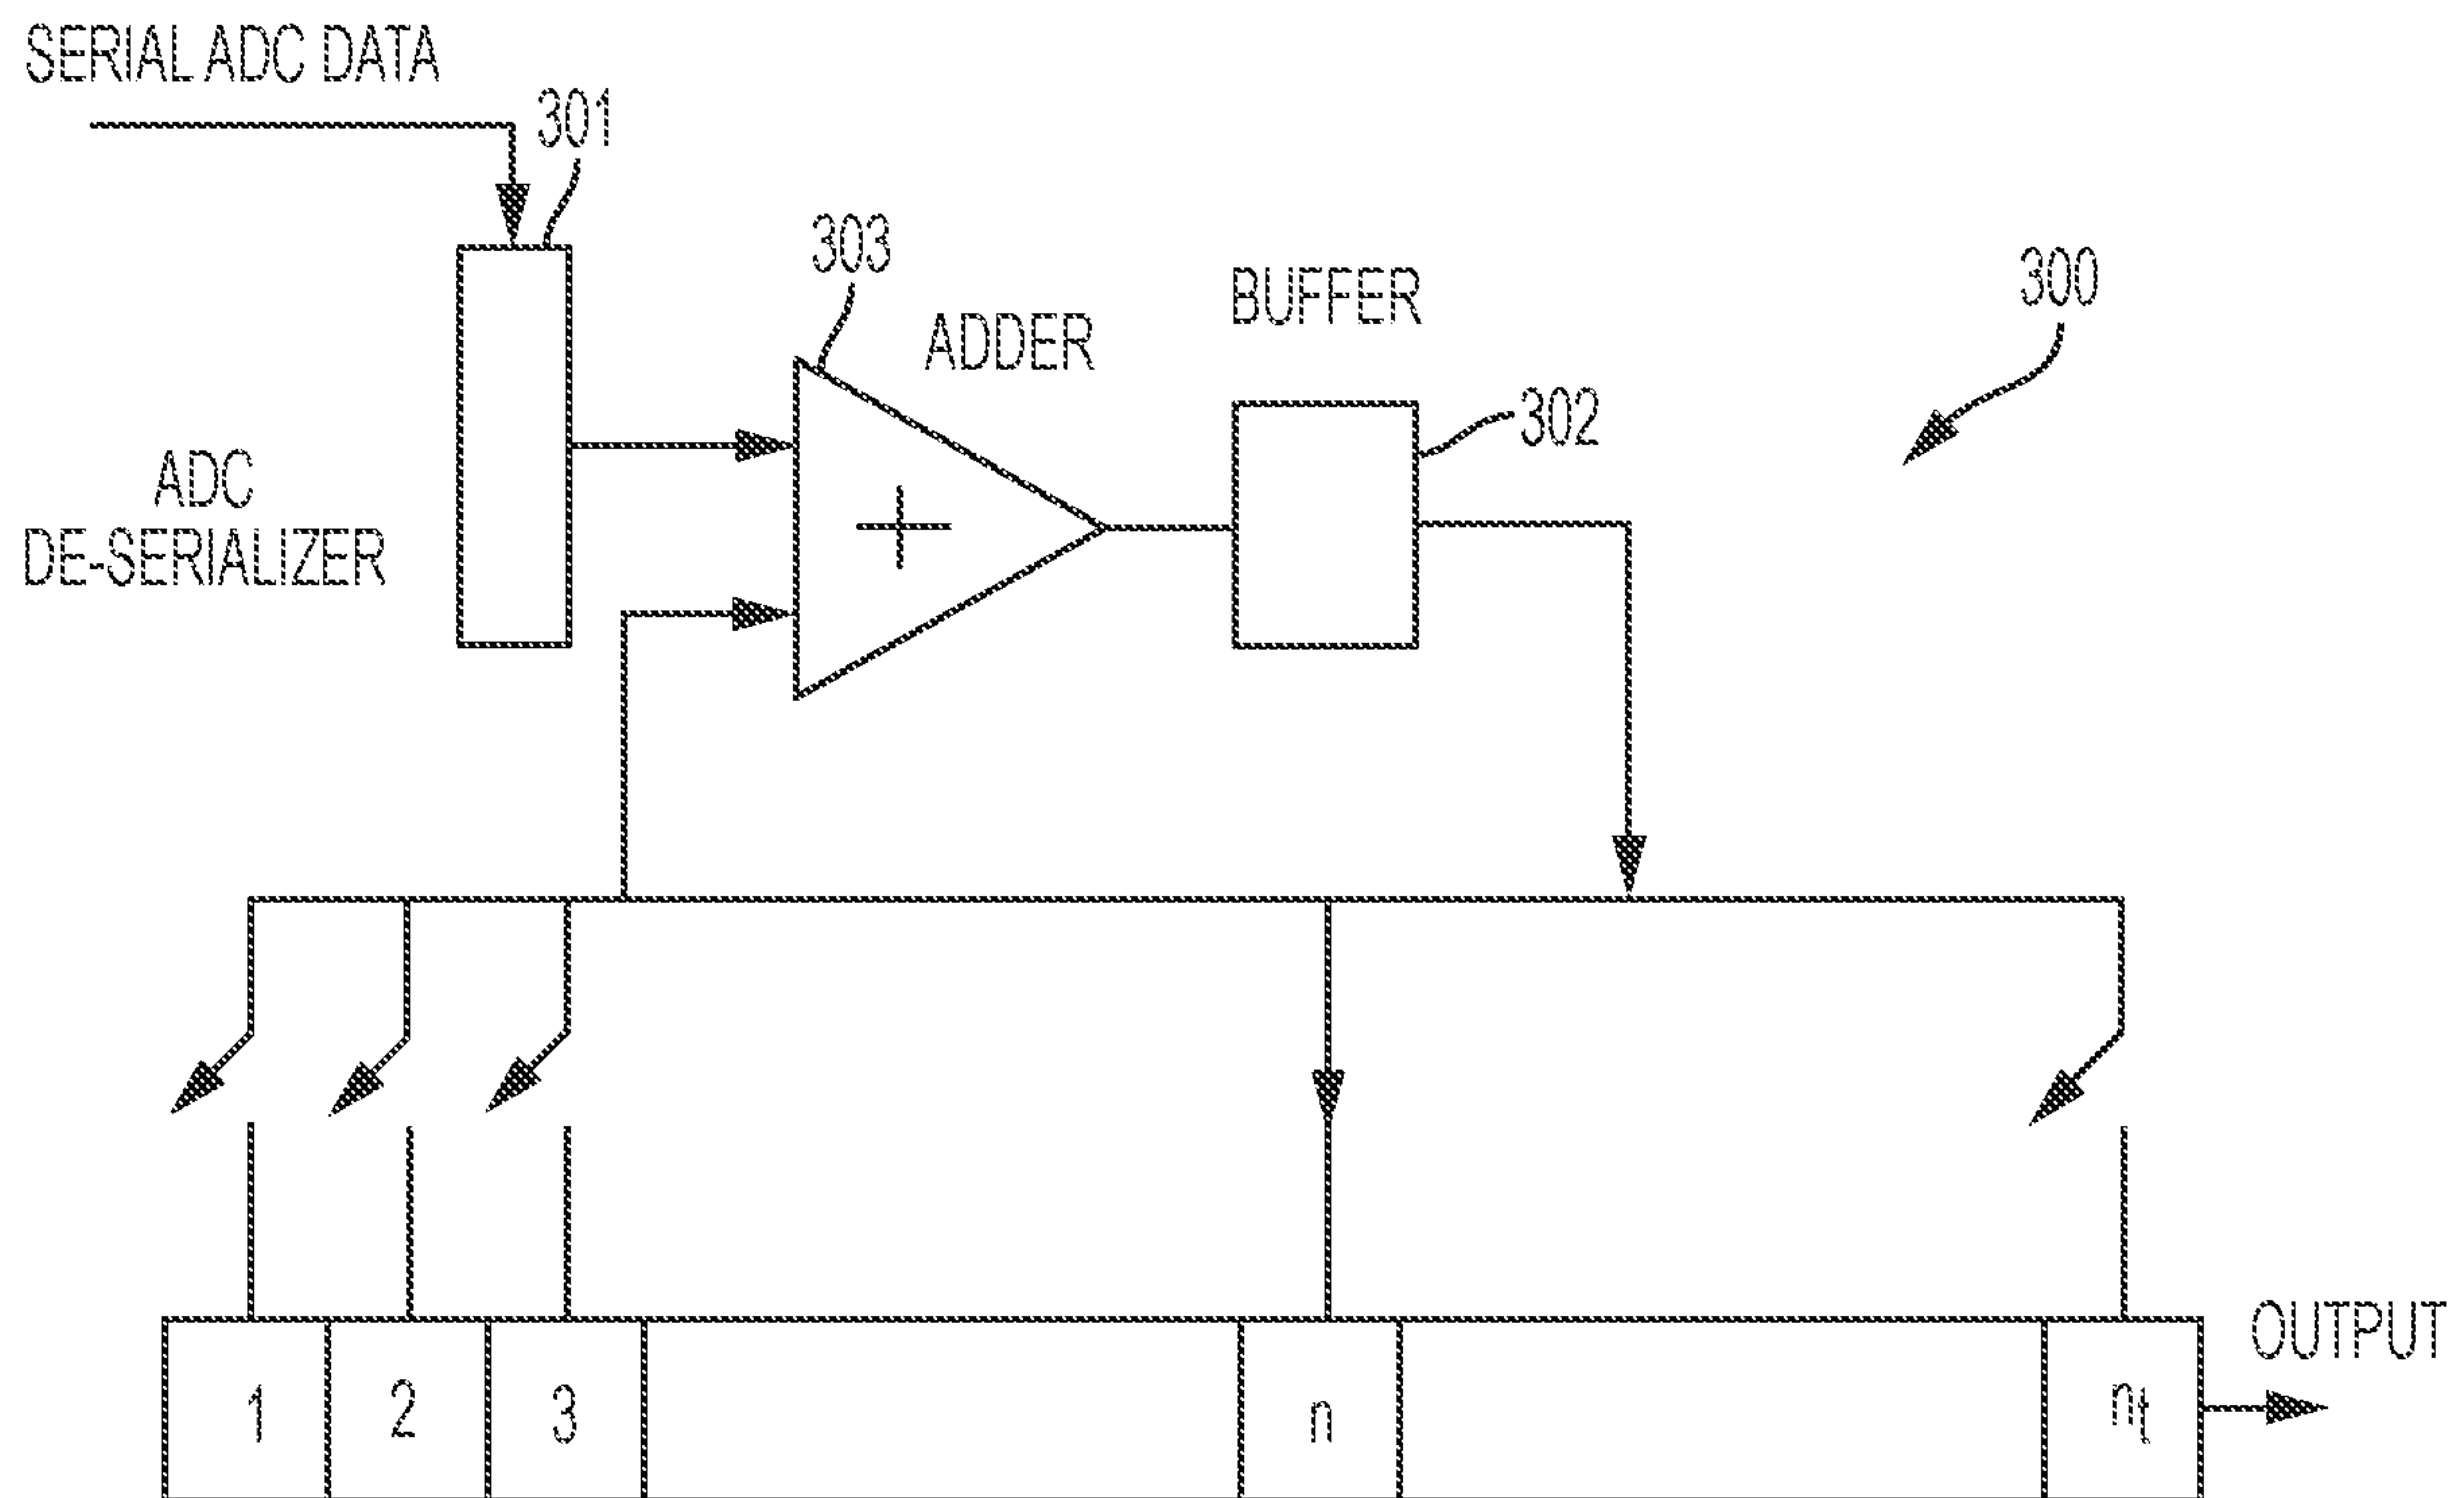 SERIAL ADC DATA
301
303
ADDER
BUFFER
300
302
ADC
DE-SERIALIZER
OUTPUT
1
2
3
n
nt